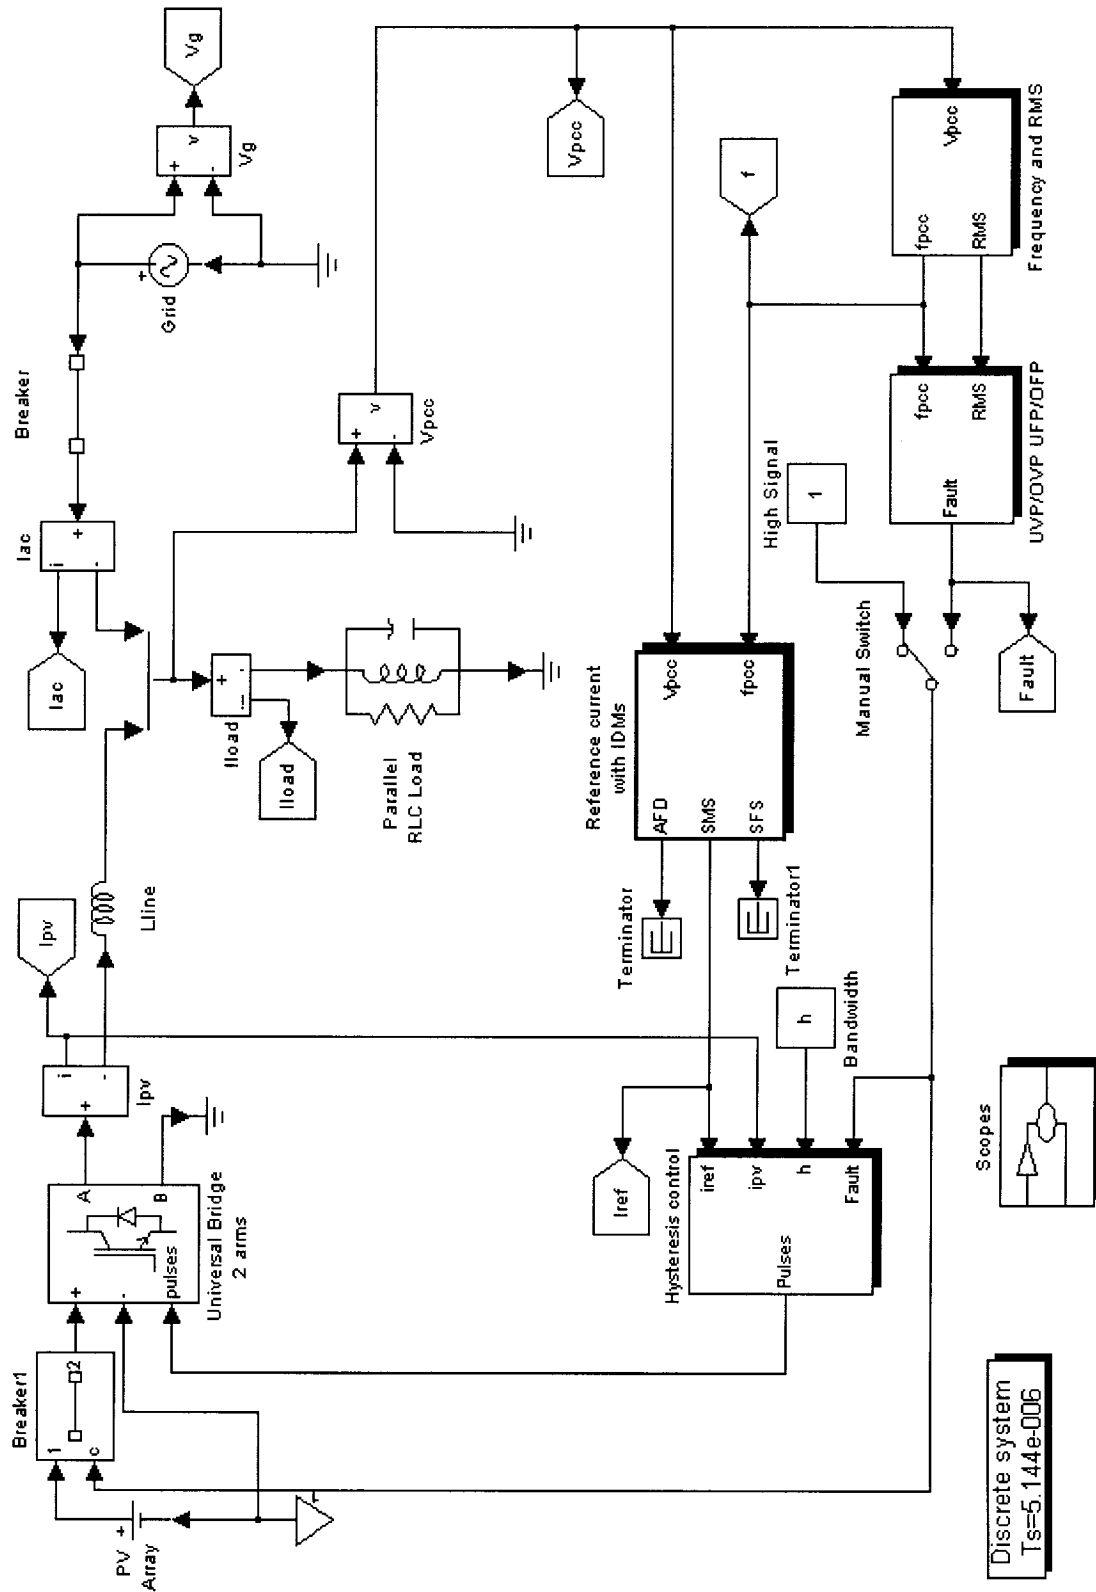 Breaker1
1
2
c
PV +
Array
+
-
pulses
A
B
Universal Bridge
2 arms
+
i
-
Ipv
Ipv
Lline
Iac
i
+
-
Iac
Breaker
+
Grid
+
-
v
Vg
Vg
+
-
i
Iload
Iload
Parallel
RLC Load
+
-
v
Vpcc
Vpcc
Iref
Hysteresis control
iref
ipv
h
Fault
Pulses
h
Bandwidth
Terminator
Terminator1
Reference current
with IDMs
AFD
SMS
SFS
Vpcc
fpcc
f
High Signal
1
Manual Switch
Fault
Fault
fpcc
RMS
UVP/OVP UFP/OFP
fpcc
RMS
Vpcc
Frequency and RMS
Scopes
Discrete system
Ts=5.144e-006